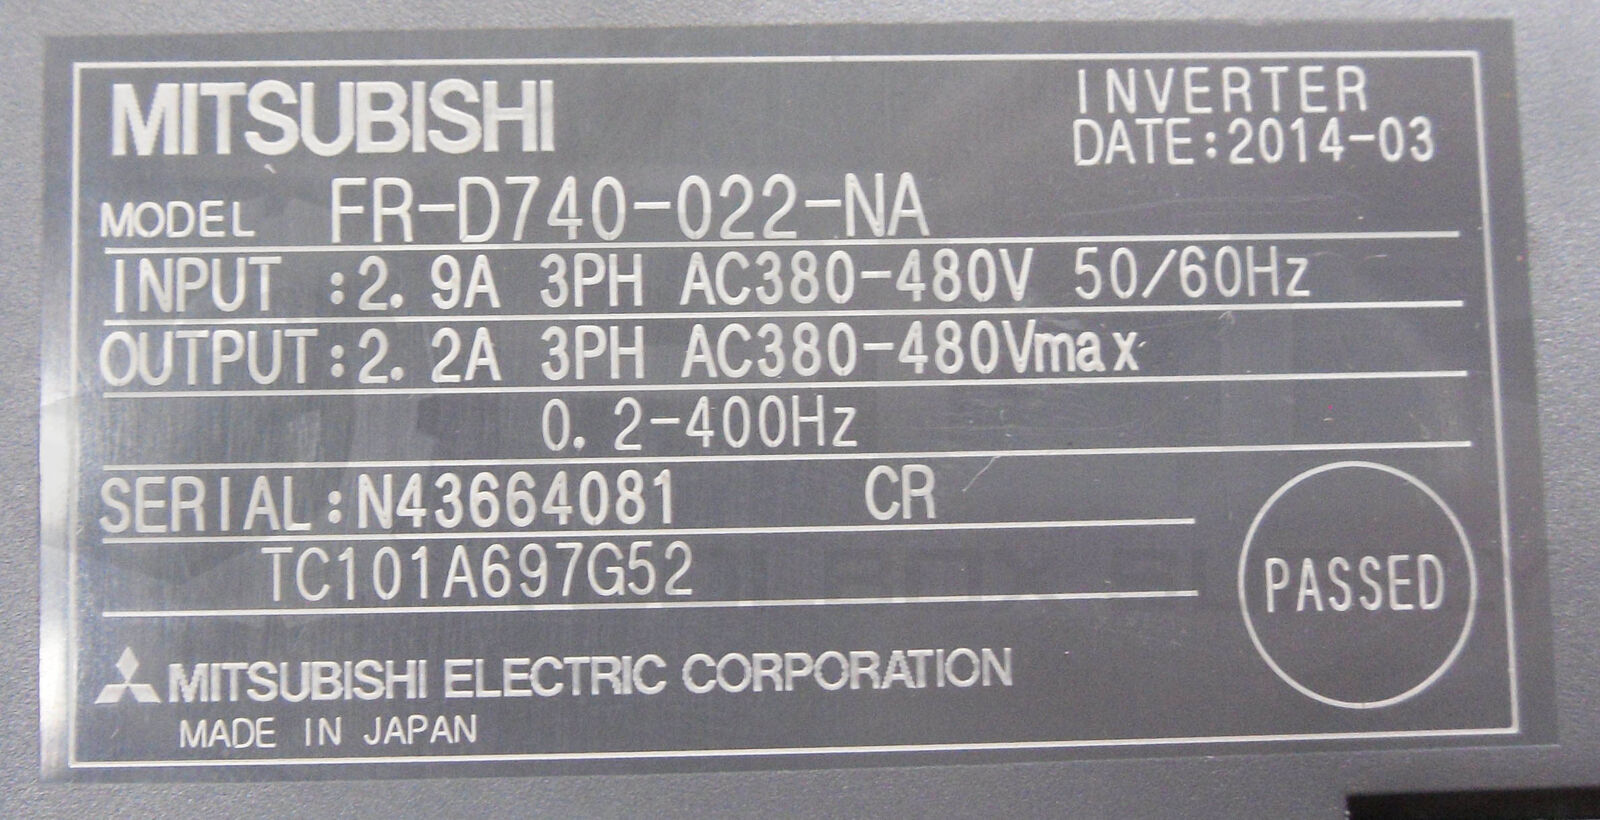 MITSUBISHI
INVERTER
DATE:2014-03
MODEL FR-D740-022-NA
INPUT :2.9A 3PH AC380-480V 50/60Hz
OUTPUT:2.2A 3PH AC380-480Vmax
0.2-400Hz
SERIAL:N43664081 CR
TC101A697G52
PASSED
MITSUBISHI ELECTRIC CORPORATION
MADE IN JAPAN